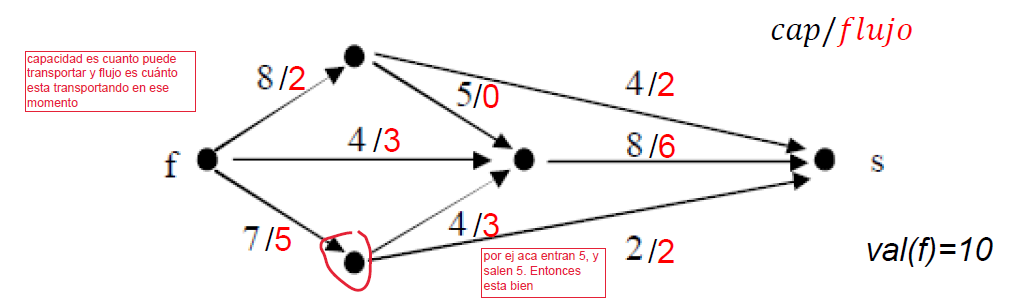 cap/flujo
capacidad es cuanto puede
transportar y flujo es cuánto
esta transportando en ese
momento
8/2
5/0
4/2
4/3
8/6
f
s
7/5
4/3
2/2
por ej aca entran 5, y
salen 5. Entonces
esta bien
val(f)=10